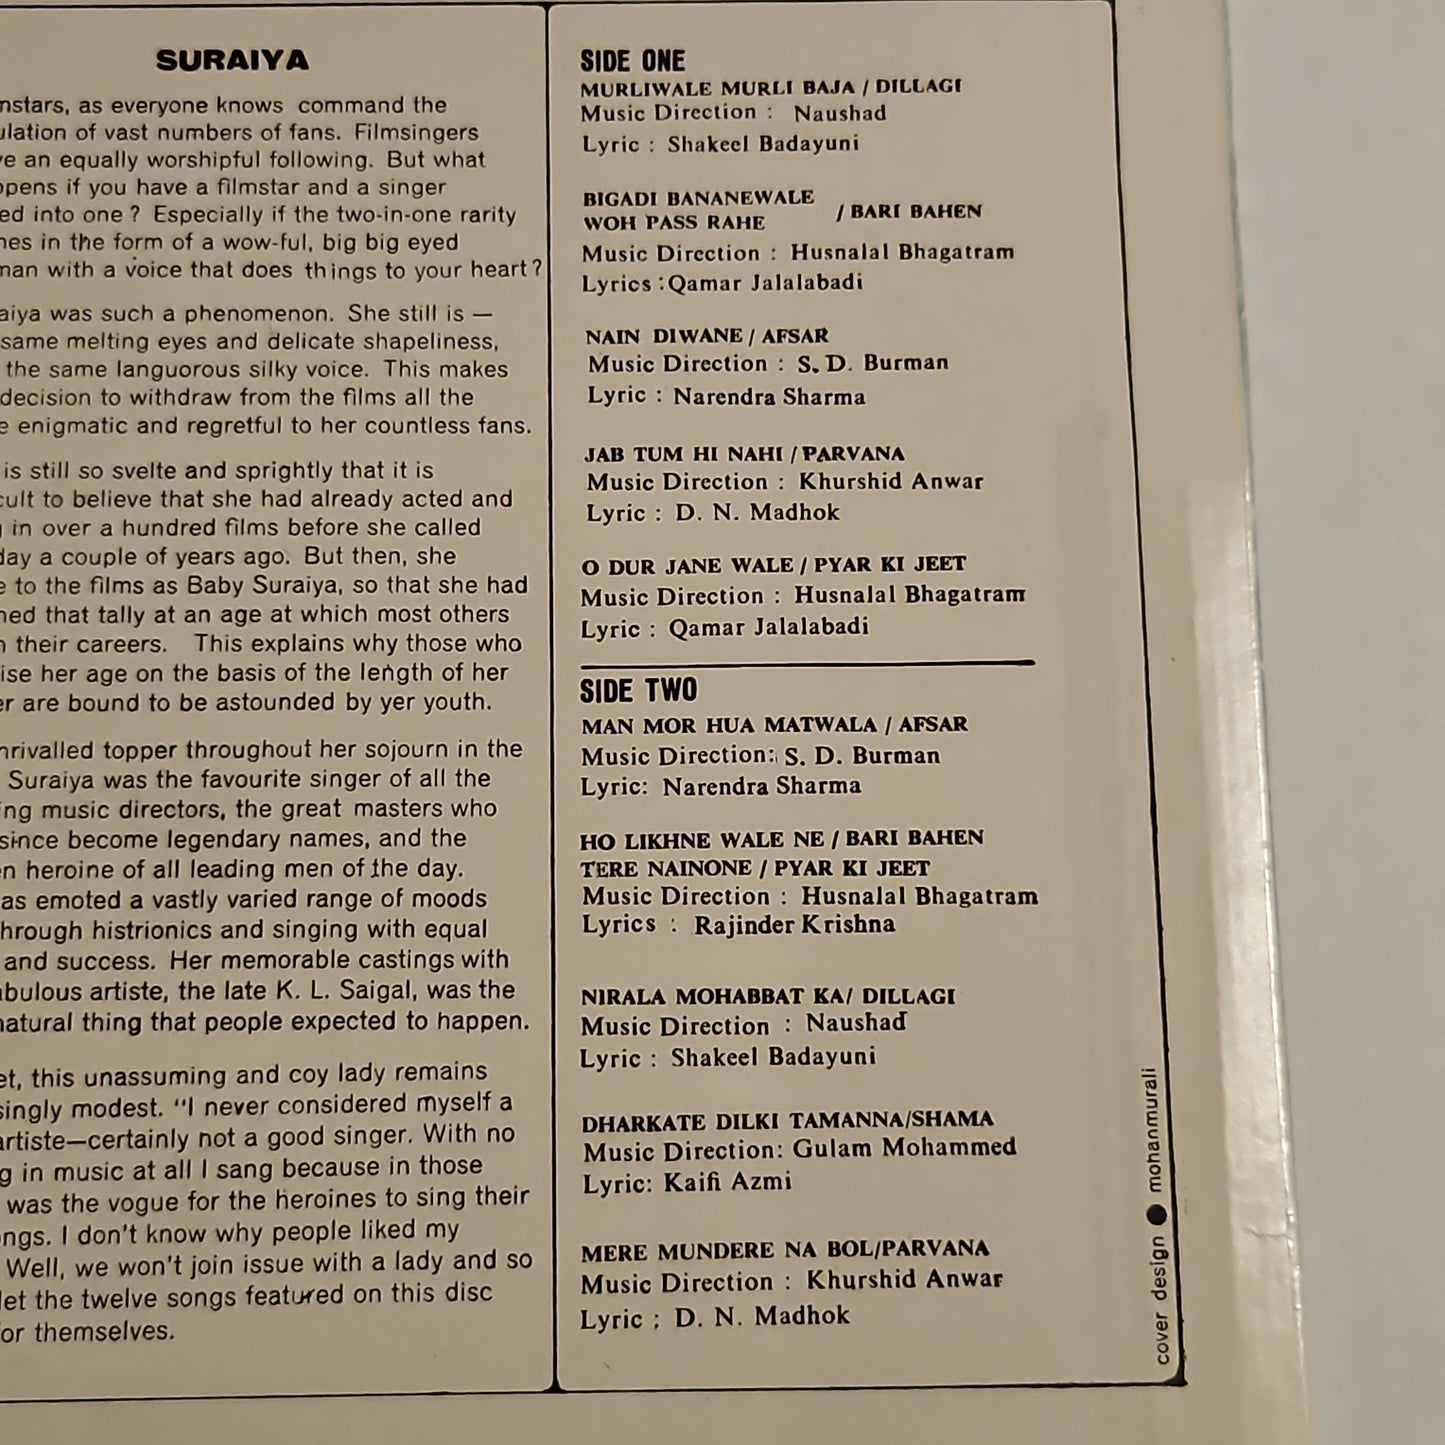 SURAIYA
as everyone knows command the
of vast numbers of fans. Filmsingers
an equally worshipful following. But what
if you have a filmstar and a singer
into one ? Especially if the two-in-one rarity
in the form of a wow-ful, big big eyed
with a voice that does things to your heart ?
was such a phenomenon. She still is —
same melting eyes and delicate shapeliness,
the same languorous silky voice. This makes
decision to withdraw from the films all the
enigmatic and regretful to her countless fans.
is still so svelte and sprightly that it is
to believe that she had already acted and
in over a hundred films before she called
a couple of years ago. But then, she
to the films as Baby Suraiya, so that she had
that tally at an age at which most others
their careers. This explains why those who
her age on the basis of the length of her
are bound to be astounded by yer youth.
topper throughout her sojourn in the
Suraiya was the favourite singer of all the
music directors, the great masters who
since become legendary names, and the
heroine of all leading men of the day.
as emoted a vastly varied range of moods
through histrionics and singing with equal
and success. Her memorable castings with
artiste, the late K. L. Saigal, was the
natural thing that people expected to happen.
this unassuming and coy lady remains
modest. "I never considered myself a
artiste—certainly not a good singer. With no
in music at all I sang because in those
was the vogue for the heroines to sing their
I don't know why people liked my
Well, we won't join issue with a lady and so
let the twelve songs featured on this disc
for themselves.
SIDE ONE
MURLIWALE MURLI BAJA / DILLAGI
Music Direction : Naushad
Lyric : Shakeel Badayuni
BIGADI BANANEWALE
WOH PASS RAHE / BARI BAHEN
Music Direction : Husnalal Bhagatram
Lyrics : Qamar Jalalabadi
NAIN DIWANE / AFSAR
Music Direction : S. D. Burman
Lyric : Narendra Sharma
JAB TUM HI NAHI / PARVANA
Music Direction : Khurshid Anwar
Lyric : D. N. Madhok
O DUR JANE WALE / PYAR KI JEET
Music Direction : Husnalal Bhagatram
Lyric : Qamar Jalalabadi
SIDE TWO
MAN MOR HUA MATWALA / AFSAR
Music Direction: S. D. Burman
Lyric: Narendra Sharma
HO LIKHNE WALE NE / BARI BAHEN
TERE NAINONE / PYAR KI JEET
Music Direction : Husnalal Bhagatram
Lyrics : Rajinder Krishna
NIRALA MOHABBAT KA/ DILLAGI
Music Direction : Naushad
Lyric : Shakeel Badayuni
DHARKATE DILKI TAMANNA/SHAMA
Music Direction: Gulam Mohammed
Lyric: Kaifi Azmi
MERE MUNDERE NA BOL/PARVANA
Music Direction : Khurshid Anwar
Lyric ; D. N. Madhok
cover design ● mohanmurali